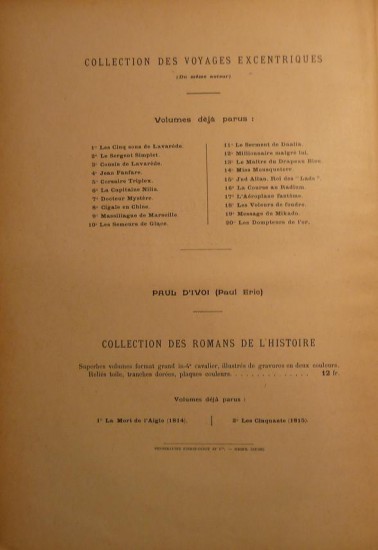 COLLECTION DES VOYAGES EXCENTRIQUES
(Du même auteur)
Volumes déjà parus :
1° Les Cinq sous de Lavarède.
2° Le Sergent Simplet.
3° Cousin de Lavarède.
4° Jean Fanfare.
5° Corsaire Triplex.
6° La Capitaine Nilia.
7° Docteur Mystère.
8° Cigale en Chine.
9° Massiliague de Marseille.
10° Les Semeurs de Glace.
11° Le Serment de Daalia.
12° Millionnaire malgré lui.
13° Le Maître du Drapeau Bleu.
14° Miss Mousqueterr.
15° Jud Allan, Roi des "Lads".
16° La Course au Radium.
17° L'Aéroplane fantôme.
18° Les Voleurs de foudre.
19° Message du Mikado.
20° Les Dompteurs de l'or.
PAUL D'IVOI (Paul Eric)
COLLECTION DES ROMANS DE L'HISTOIRE
Superbes volumes format grand in-4° cavalier, illustrés de gravures en deux couleurs.
Reliés toile, tranches dorées, plaques couleurs. . . . . . . . . . . . . . 12 fr.
Volumes déjà parus :
1° La Mort de l'Aigle (1814).
2° Les Cinquante (1815).